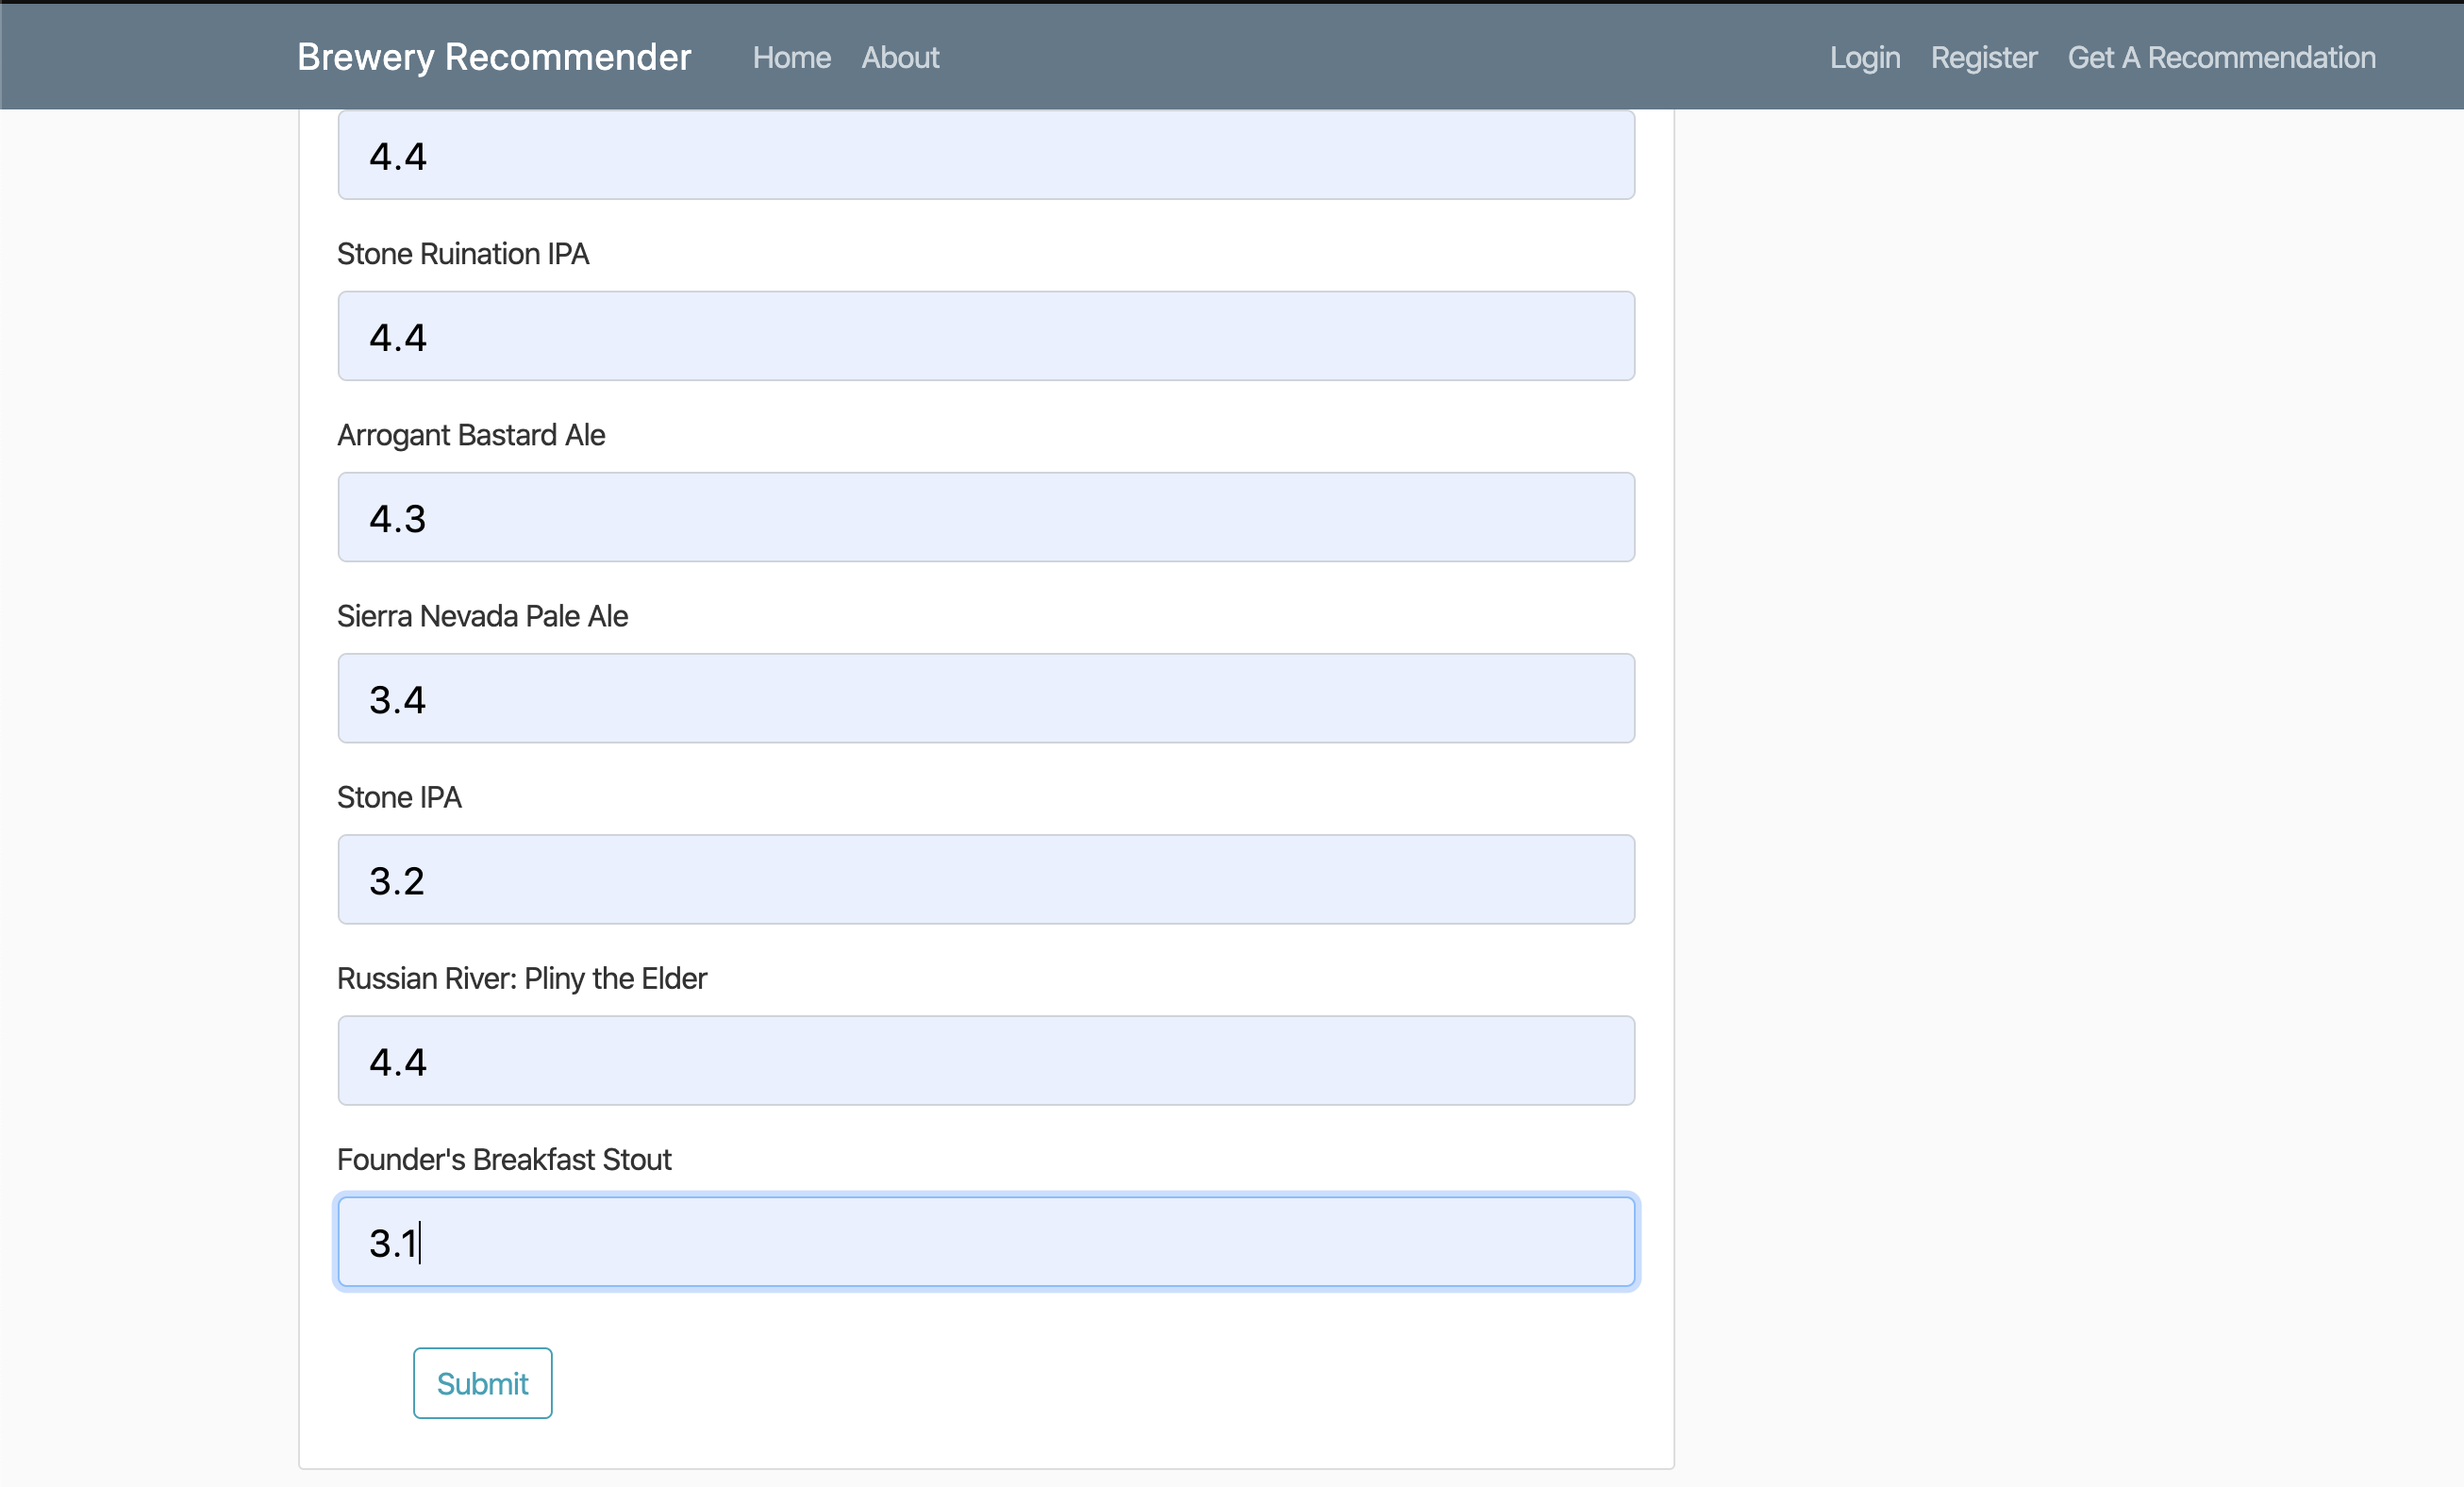 Brewery Recommender Home About Login Register Get A Recommendation
4.4
Stone Ruination IPA
4.4
Arrogant Bastard Ale
4.3
Sierra Nevada Pale Ale
3.4
Stone IPA
3.2
Russian River: Pliny the Elder
4.4
Founder's Breakfast Stout
3.1
Submit